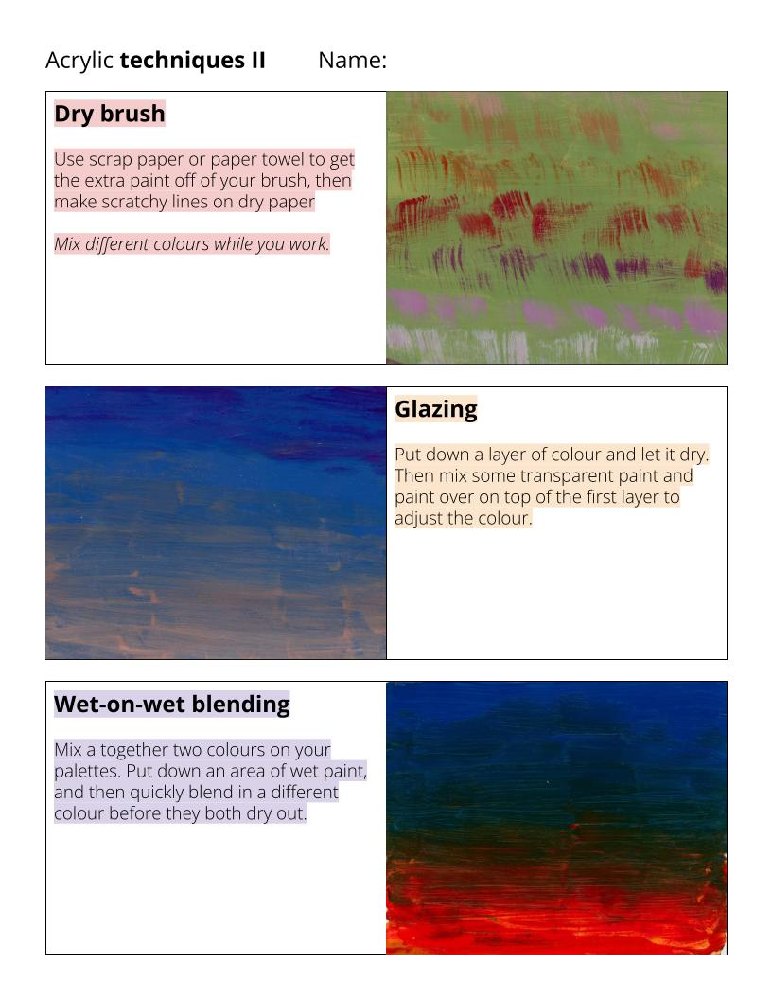 Acrylic techniques II Name:
Dry brush
Use scrap paper or paper towel to get
the extra paint off of your brush, then
make scratchy lines on dry paper
Mix different colours while you work.
Glazing
Put down a layer of colour and let it dry.
Then mix some transparent paint and
paint over on top of the first layer to
adjust the colour.
Wet-on-wet blending
Mix a together two colours on your
palettes. Put down an area of wet paint,
and then quickly blend in a different
colour before they both dry out.